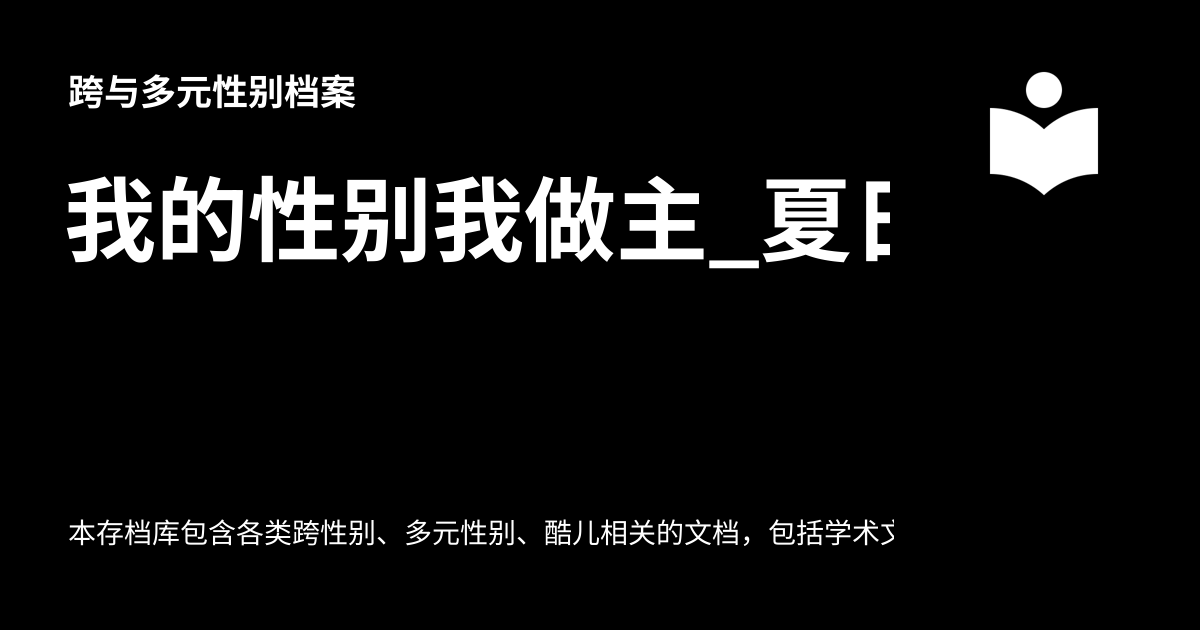 跨与多元性别档案
我的性别我做主_夏
本存档库包含各类跨性别、多元性别、酷儿相关的文档，包括学术